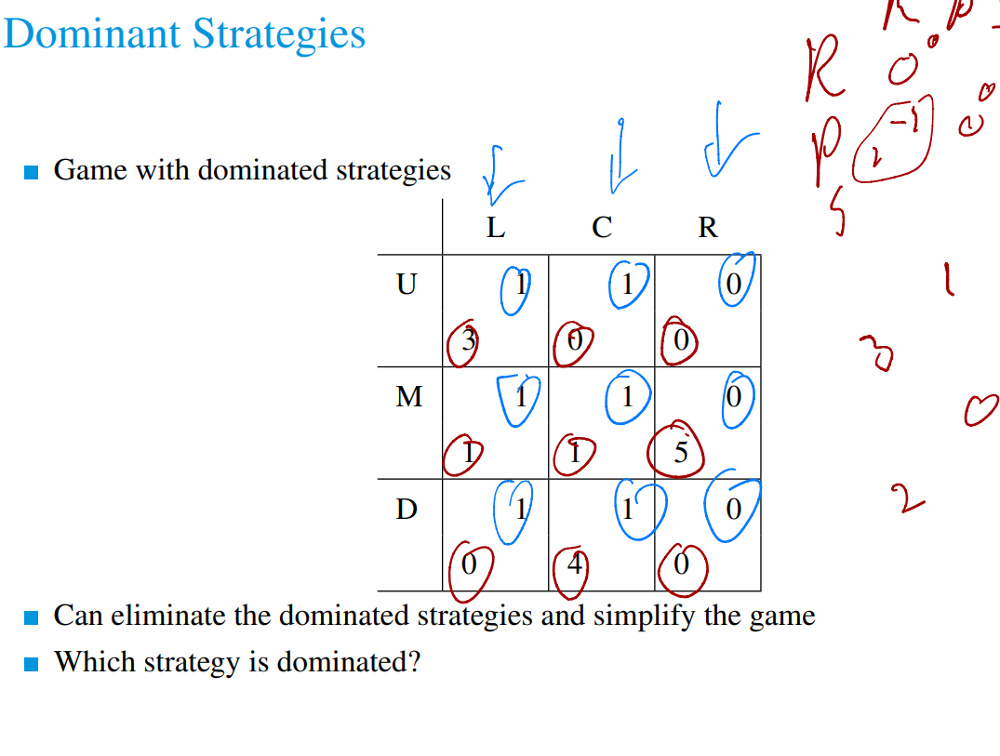 Dominant Strategies
R P
R 0 0
Game with dominated strategies
P -1 0
S
L C R
U 1 1 0
1
3 0 0
3
M 1 1 0
0
1 1 5
D 1 1 0
2
0 4 0
Can eliminate the dominated strategies and simplify the game
Which strategy is dominated?